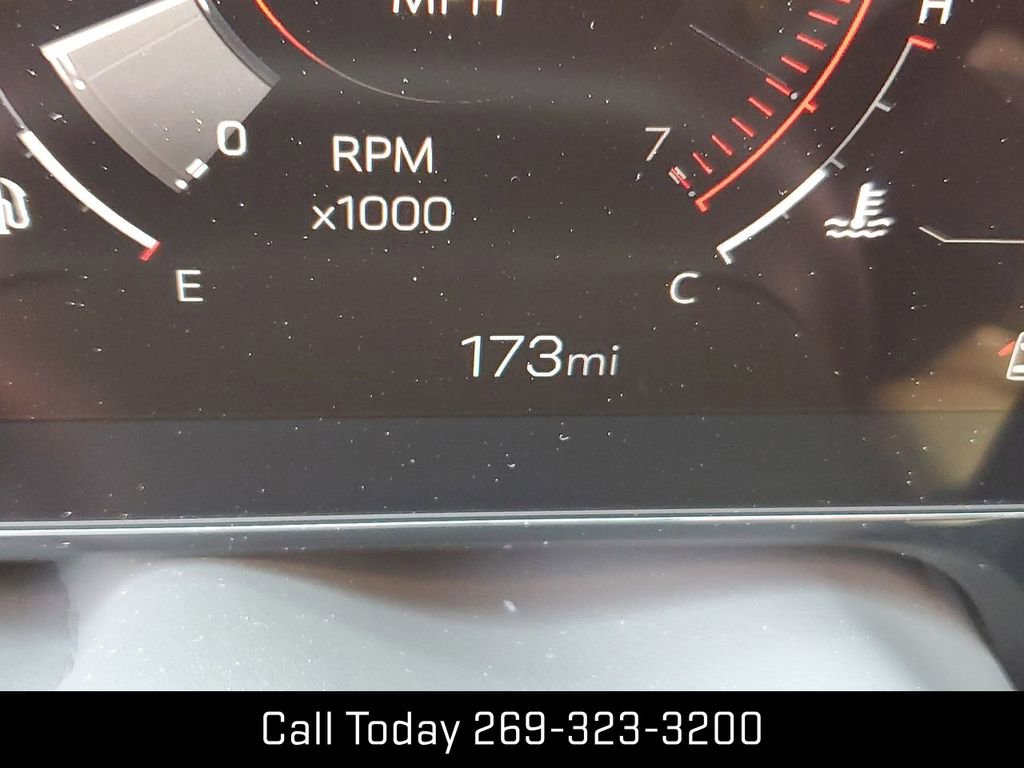 MPH
H
0
RPM
7
x1000
E
C
173mi
Call Today 269-323-3200